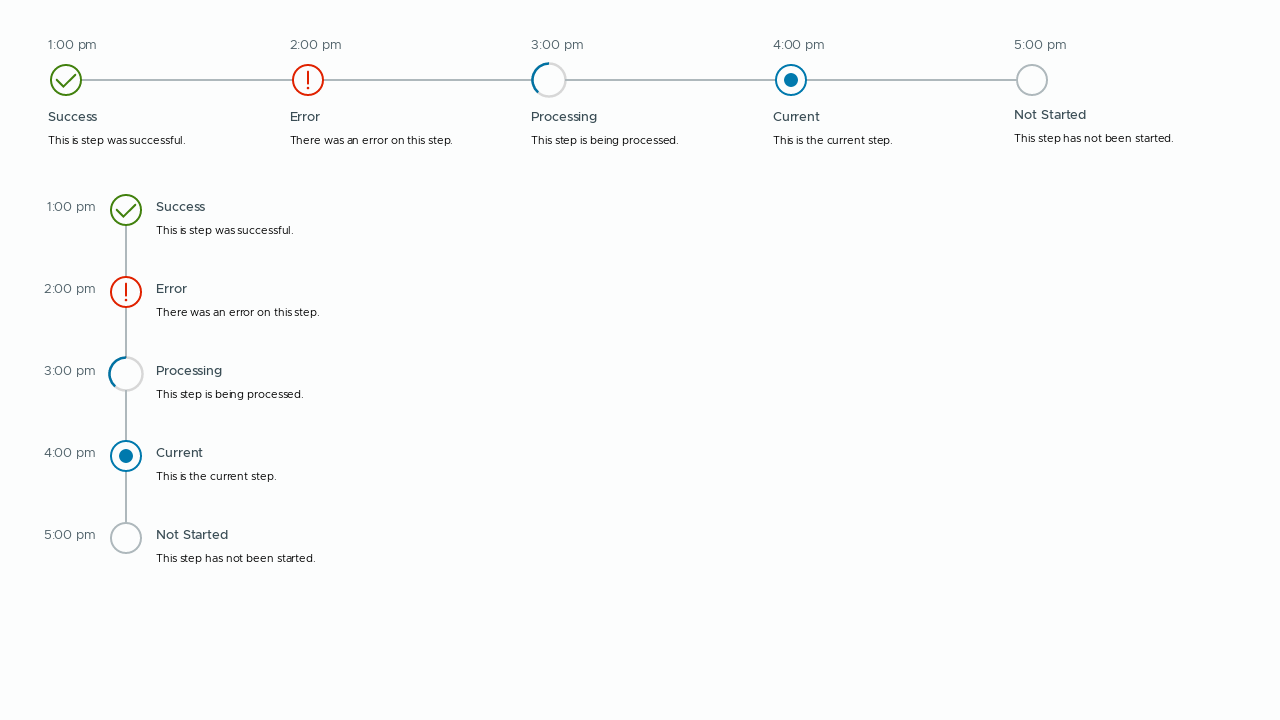 1:00 pm
2:00 pm
3:00 pm
4:00 pm
5:00 pm
Success
Error
Processing
Current
Not Started
This is step was successful.
There was an error on this step.
This step is being processed.
This is the current step.
This step has not been started.
1:00 pm
Success
This is step was successful.
2:00 pm
Error
There was an error on this step.
3:00 pm
Processing
This step is being processed.
4:00 pm
Current
This is the current step.
5:00 pm
Not Started
This step has not been started.